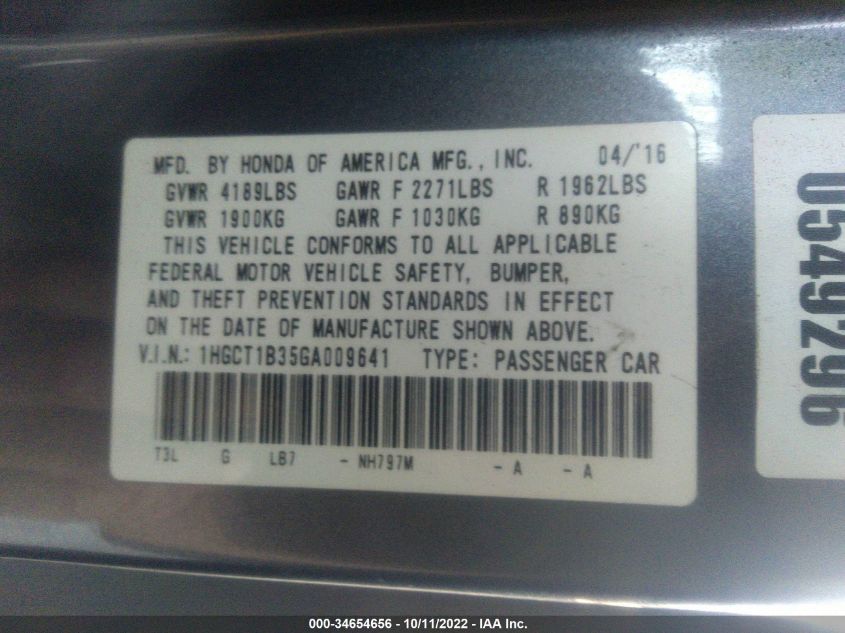 MFD. BY HONDA OF AMERICA MFG., INC. 04/'16
GVWR 4189LBS GAWR F 2271LBS R 1962LBS
GVWR 1900KG GAWR F 1030KG R 890KG
THIS VEHICLE CONFORMS TO ALL APPLICABLE
FEDERAL MOTOR VEHICLE SAFETY, BUMPER,
AND THEFT PREVENTION STANDARDS IN EFFECT
ON THE DATE OF MANUFACTURE SHOWN ABOVE.
V.I.N.: 1HGCT1B35GA009641 TYPE: PASSENGER CAR
T3L G LB7 - NH797M - A - A
0549296
000-34654656 - 10/11/2022 - IAA Inc.